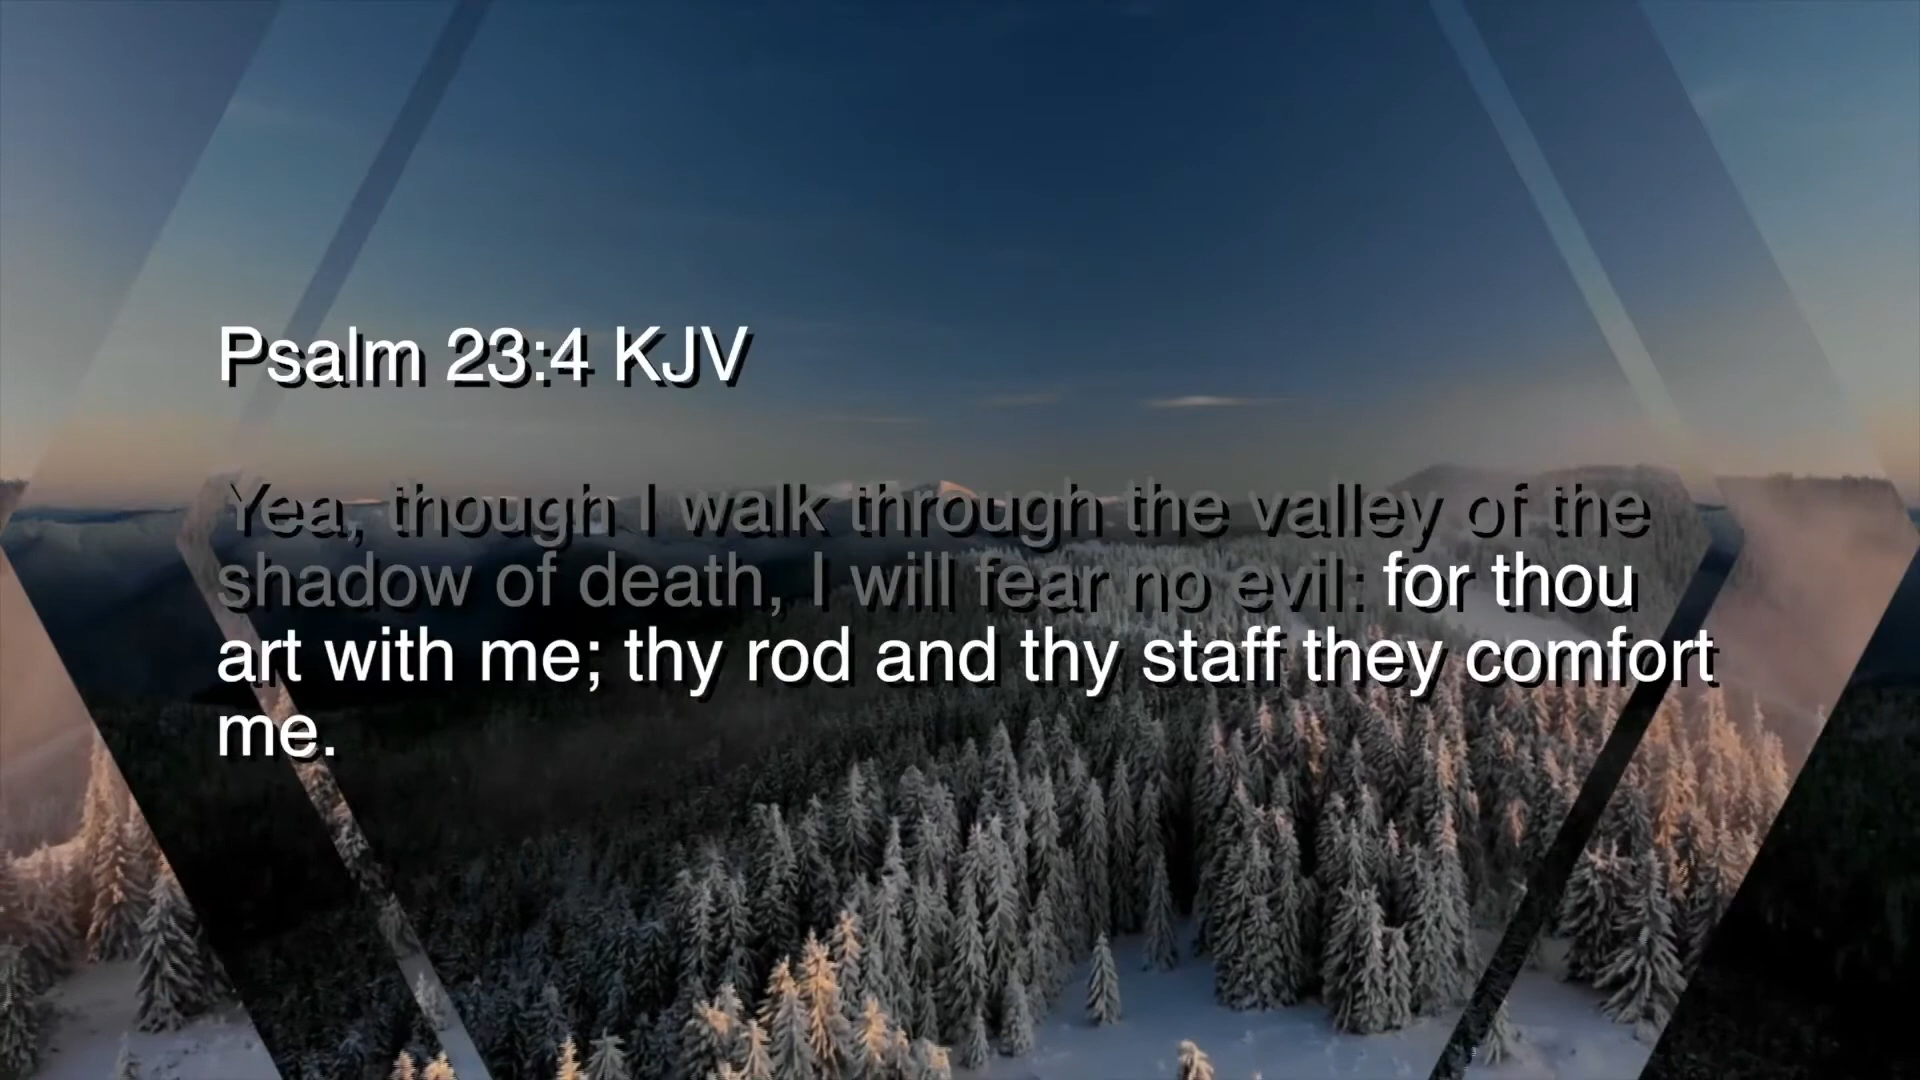 Psalm 23:4 KJV
Yea, though I walk through the valley of the
shadow of death, I will fear no evil: for thou
art with me; thy rod and thy staff they comfort
me.